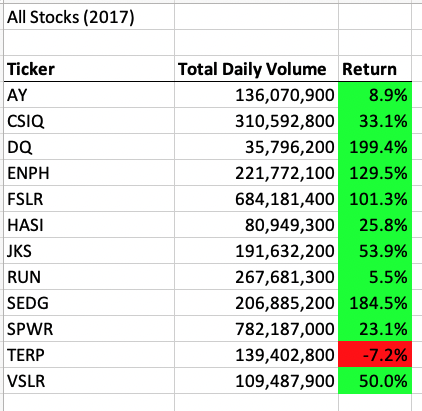 All Stocks (2017)
Ticker Total Daily Volume Return
AY 136,070,900 8.9%
CSIQ 310,592,800 33.1%
DQ 35,796,200 199.4%
ENPH 221,772,100 129.5%
FSLR 684,181,400 101.3%
HASI 80,949,300 25.8%
JKS 191,632,200 53.9%
RUN 267,681,300 5.5%
SEDG 206,885,200 184.5%
SPWR 782,187,000 23.1%
TERP 139,402,800 -7.2%
VSLR 109,487,900 50.0%